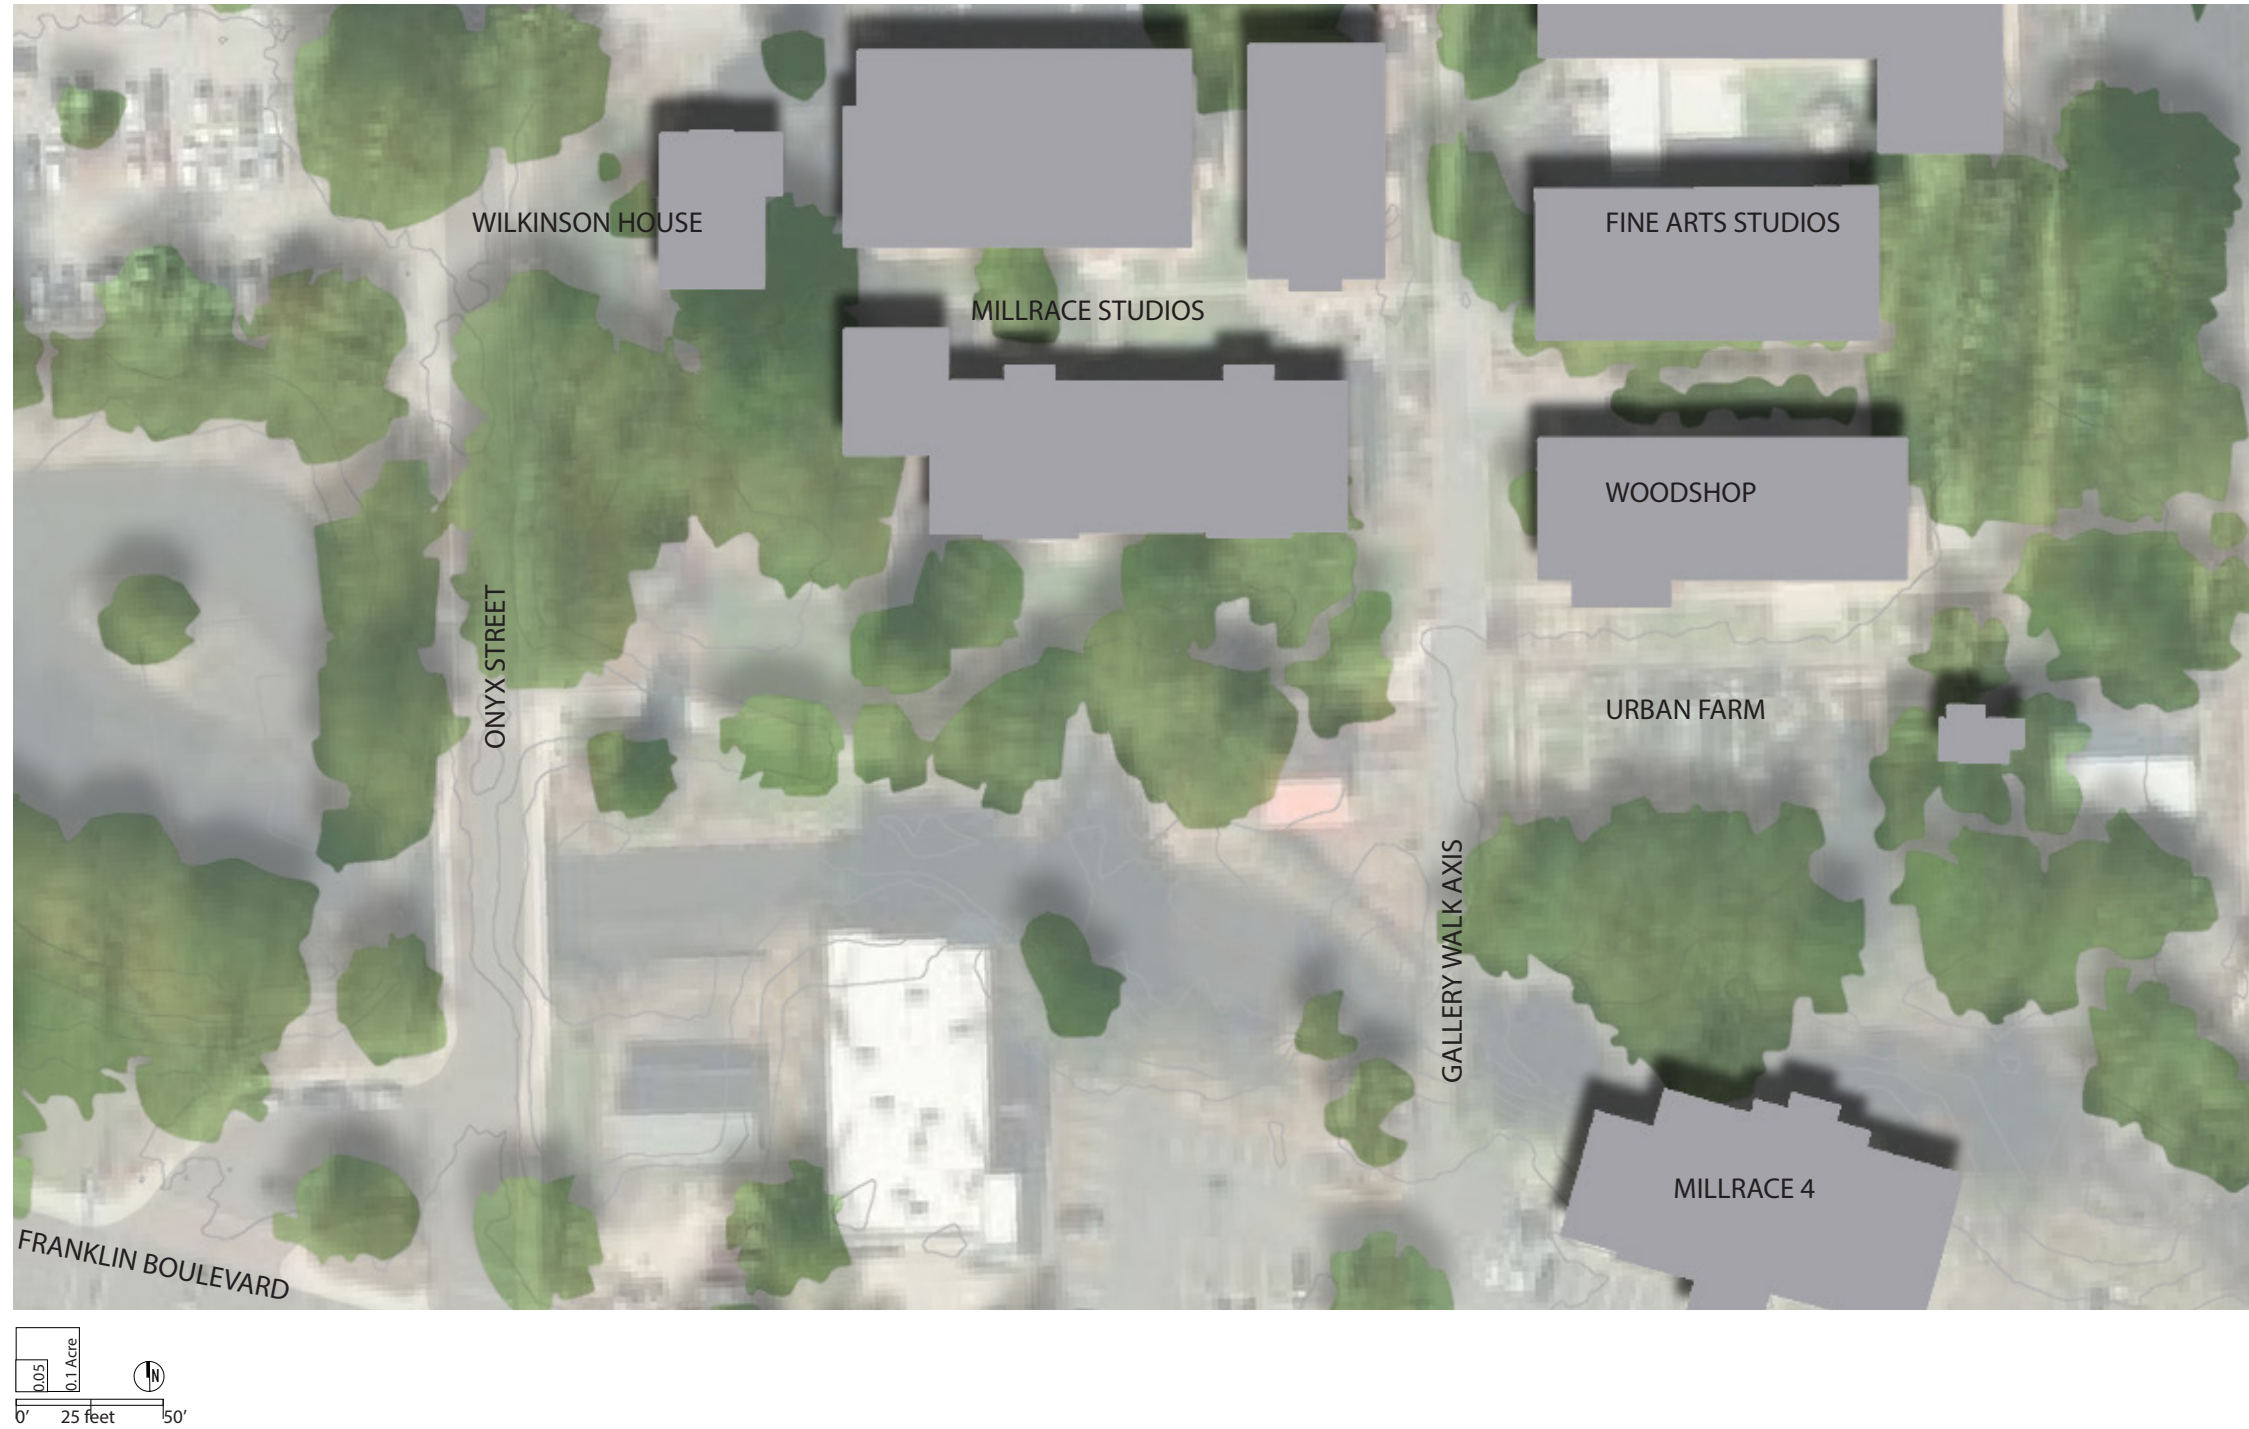 WILKINSON HOUSE
FINE ARTS STUDIOS
MILLRACE STUDIOS
WOODSHOP
ONYX STREET
URBAN FARM
GALLERY WALK AXIS
MILLRACE 4
FRANKLIN BOULEVARD
0.05
0.1 Acre
N
0’ 25 feet 50’